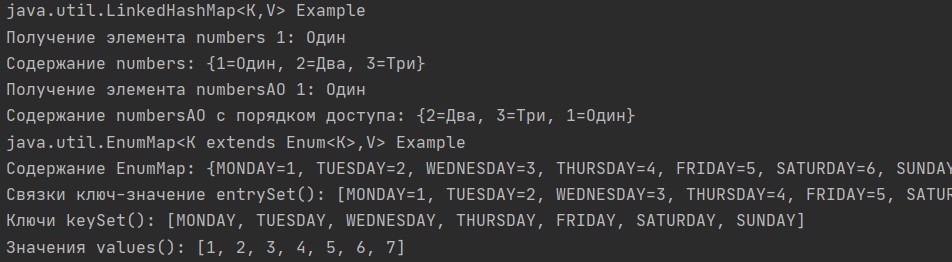 java.util.LinkedHashMap<K,V> Example
Получение элемента numbers 1: Один
Содержание numbers: {1=Один, 2=Два, 3=Три}
Получение элемента numbersAO 1: Один
Содержание numbersAO с порядком доступа: {2=Два, 3=Три, 1=Один}
java.util.EnumMap<K extends Enum<K>,V> Example
Содержание EnumMap: {MONDAY=1, TUESDAY=2, WEDNESDAY=3, THURSDAY=4, FRIDAY=5, SATURDAY=6, SUNDAY
Связки ключ-значение entrySet(): [MONDAY=1, TUESDAY=2, WEDNESDAY=3, THURSDAY=4, FRIDAY=5, SATUR
Ключи keySet(): [MONDAY, TUESDAY, WEDNESDAY, THURSDAY, FRIDAY, SATURDAY, SUNDAY]
Значения values(): [1, 2, 3, 4, 5, 6, 7]